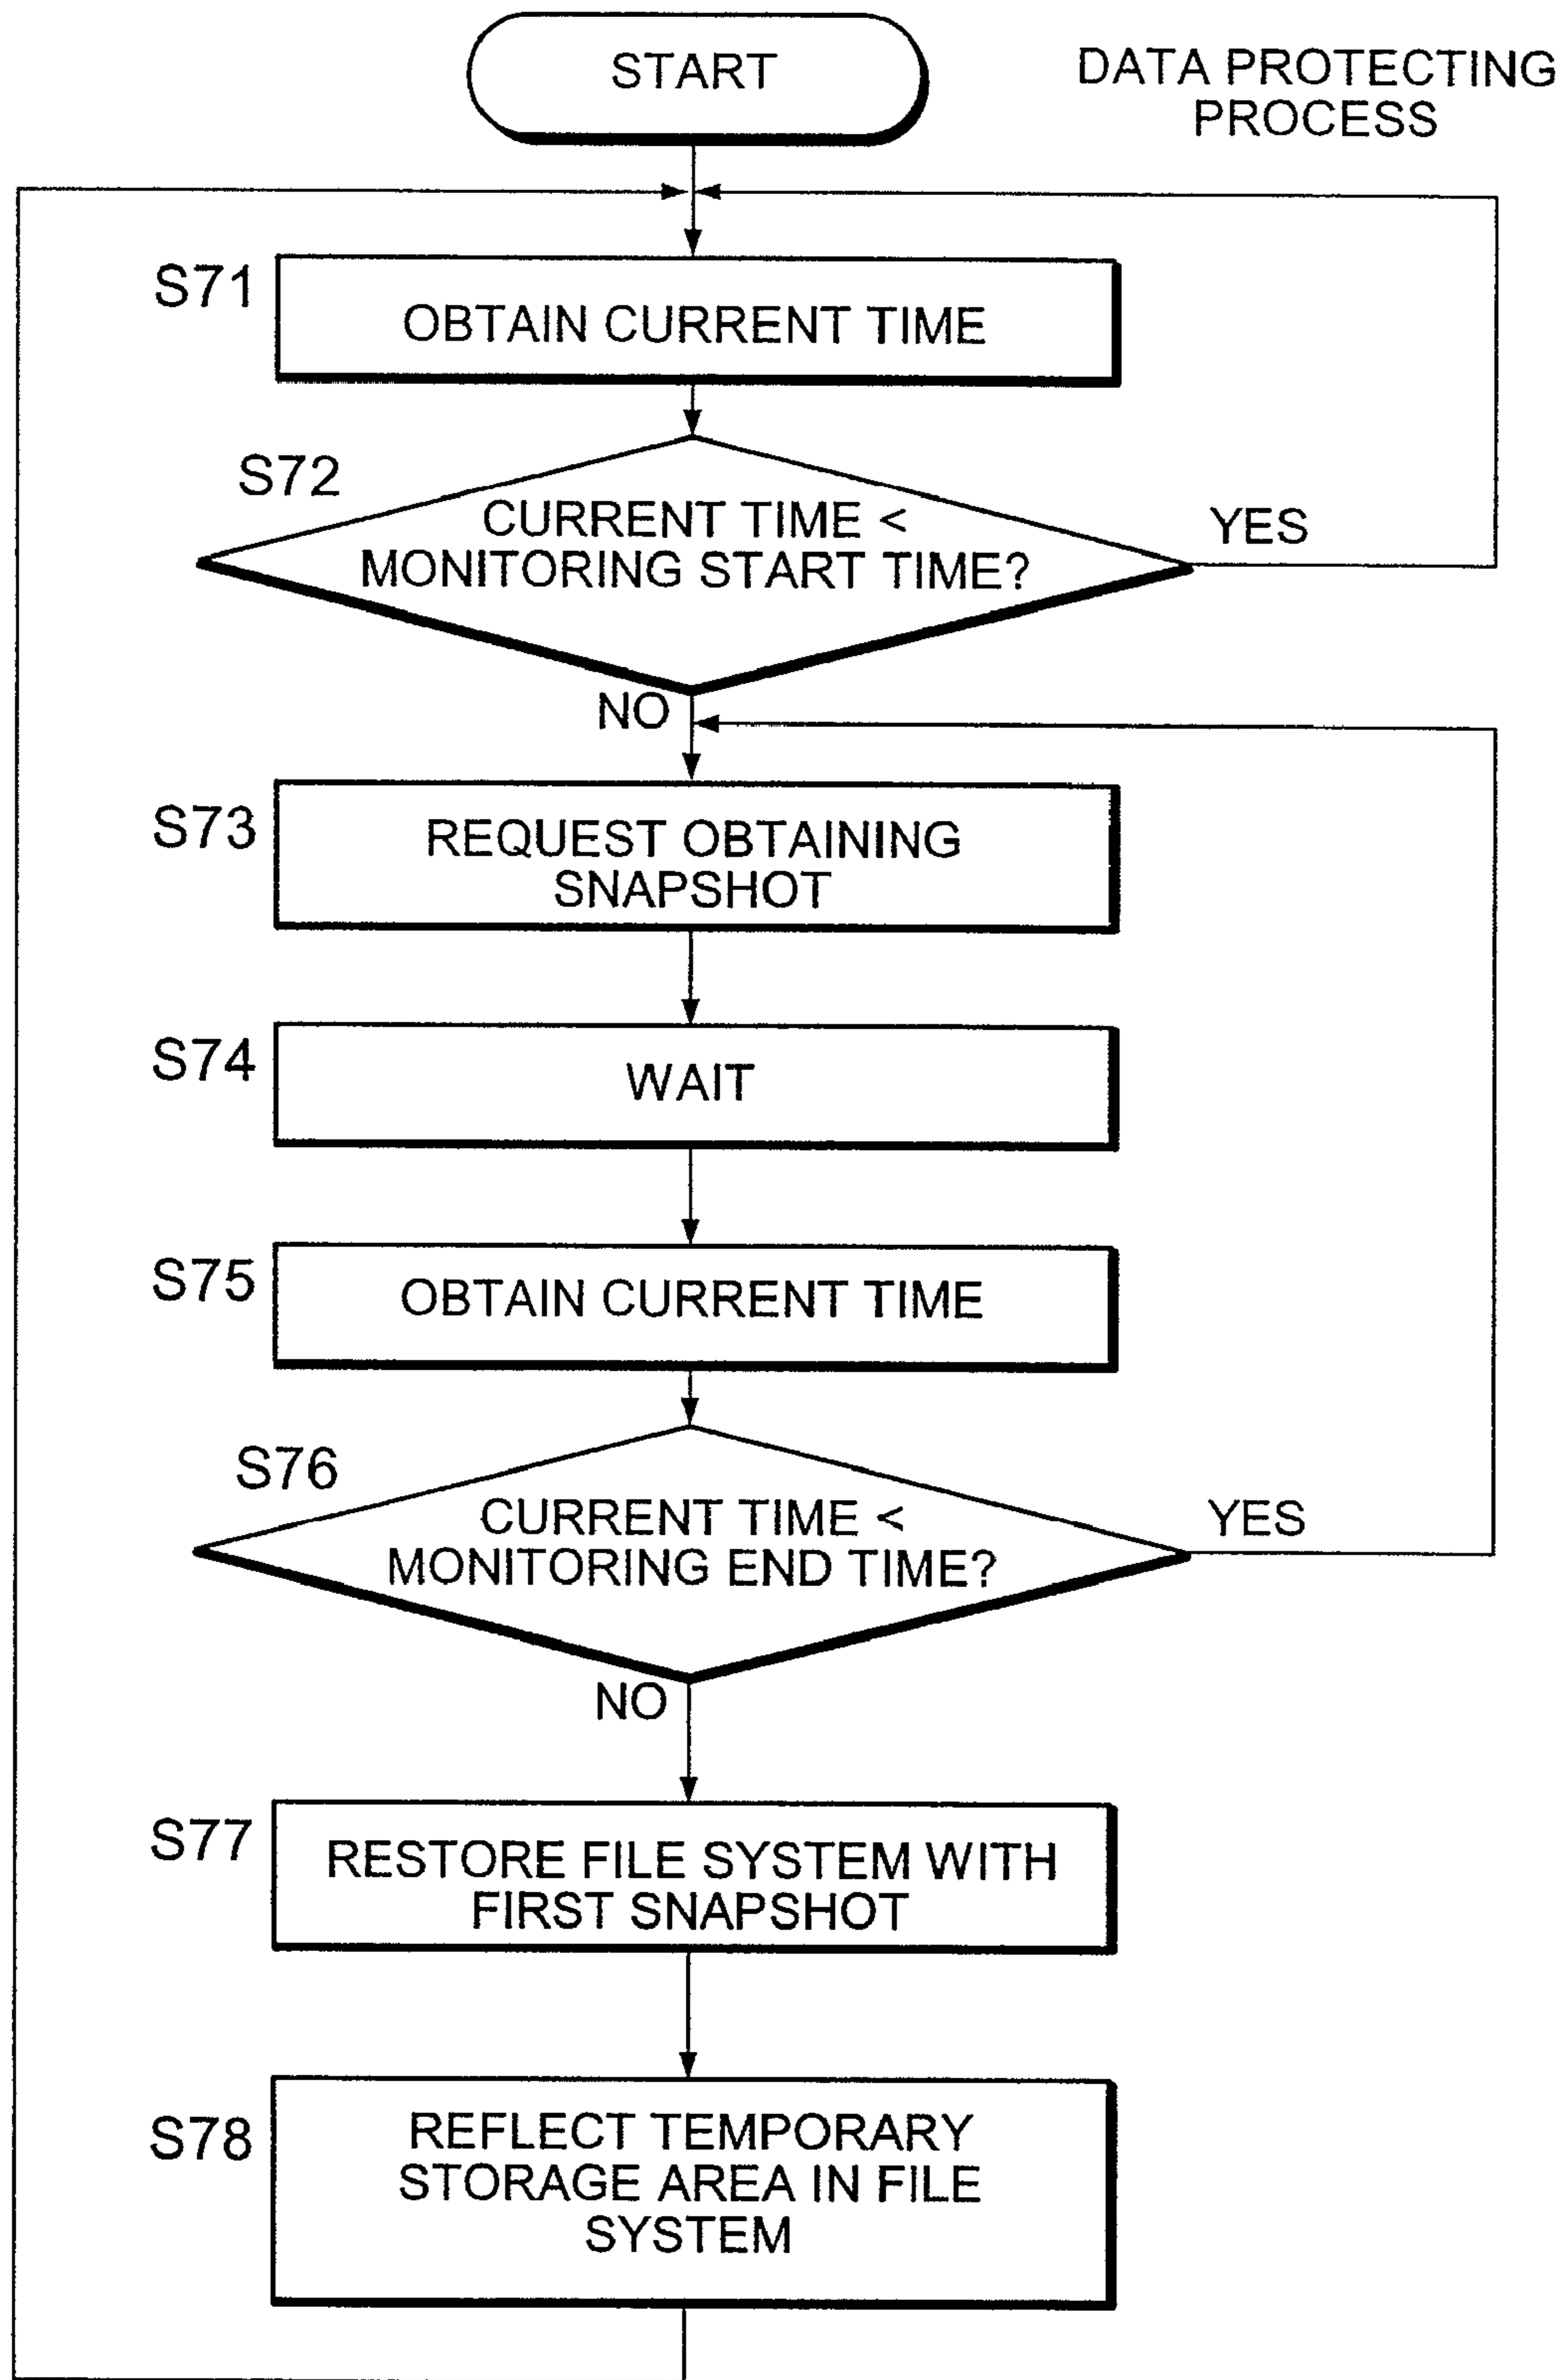 START
DATA PROTECTING
PROCESS
S71
OBTAIN CURRENT TIME
S72
CURRENT TIME <
MONITORING START TIME?
YES
NO
S73
REQUEST OBTAINING
SNAPSHOT
S74
WAIT
S75
OBTAIN CURRENT TIME
S76
CURRENT TIME <
MONITORING END TIME?
YES
NO
S77
RESTORE FILE SYSTEM WITH
FIRST SNAPSHOT
S78
REFLECT TEMPORARY
STORAGE AREA IN FILE
SYSTEM